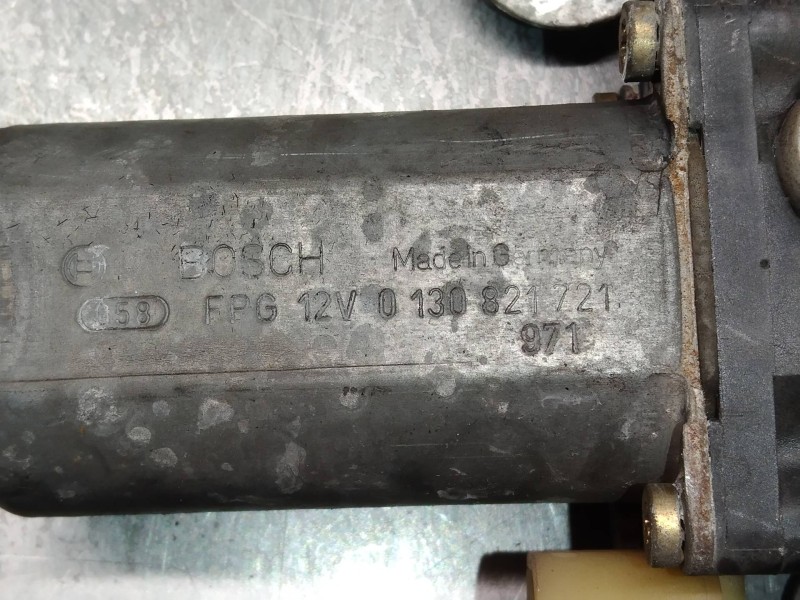 BOSCH Made in Germany
058 FPG 12V 0 130 821 721
971